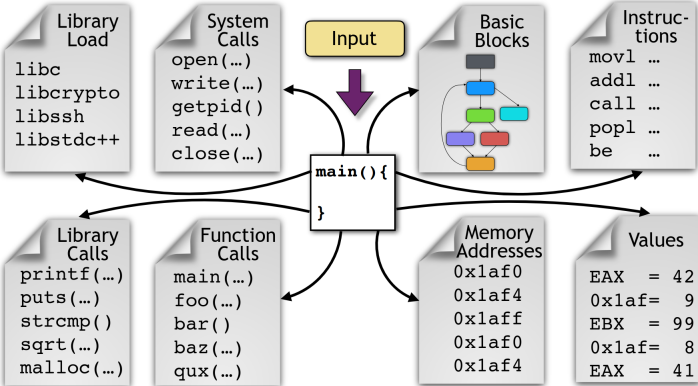 Library
Load
libc
libcrypto
libssh
libstdc++
System
Calls
open(…)
write(…)
getpid()
read(…)
close(…)
Input
Basic
Blocks
Instruc-
tions
movl …
addl …
call …
popl …
be …
main(){
}
Library
Calls
printf(…)
puts(…)
strcmp()
sqrt(…)
malloc(…)
Function
Calls
main(…)
foo(…)
bar()
baz(…)
qux(…)
Memory
Addresses
0x1af0
0x1af4
0x1aff
0x1af0
0x1af4
Values
EAX = 42
0x1af= 9
EBX = 99
0x1af= 8
EAX = 41